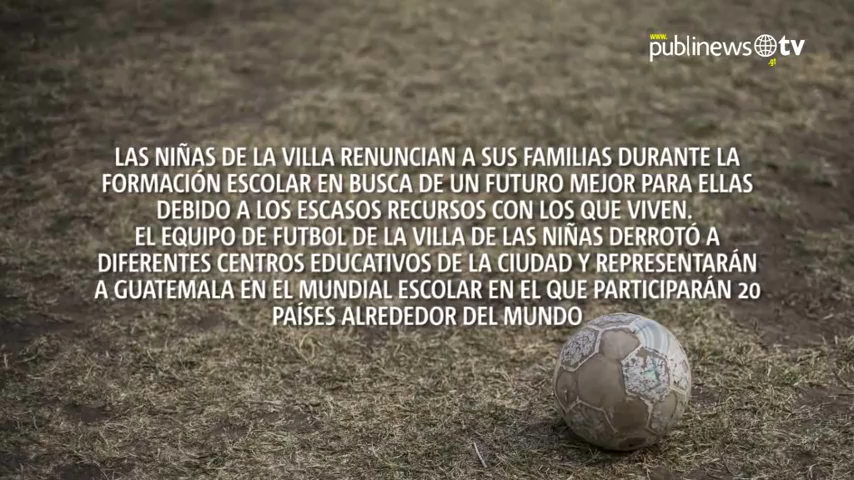 www.
publinews tv
.gt
LAS NIÑAS DE LA VILLA RENUNCIAN A SUS FAMILIAS DURANTE LA
FORMACIÓN ESCOLAR EN BUSCA DE UN FUTURO MEJOR PARA ELLAS
DEBIDO A LOS ESCASOS RECURSOS CON LOS QUE VIVEN.
EL EQUIPO DE FUTBOL DE LA VILLA DE LAS NIÑAS DERROTÓ A
DIFERENTES CENTROS EDUCATIVOS DE LA CIUDAD Y REPRESENTARÁN
A GUATEMALA EN EL MUNDIAL ESCOLAR EN EL QUE PARTICIPARÁN 20
PAÍSES ALREDEDOR DEL MUNDO